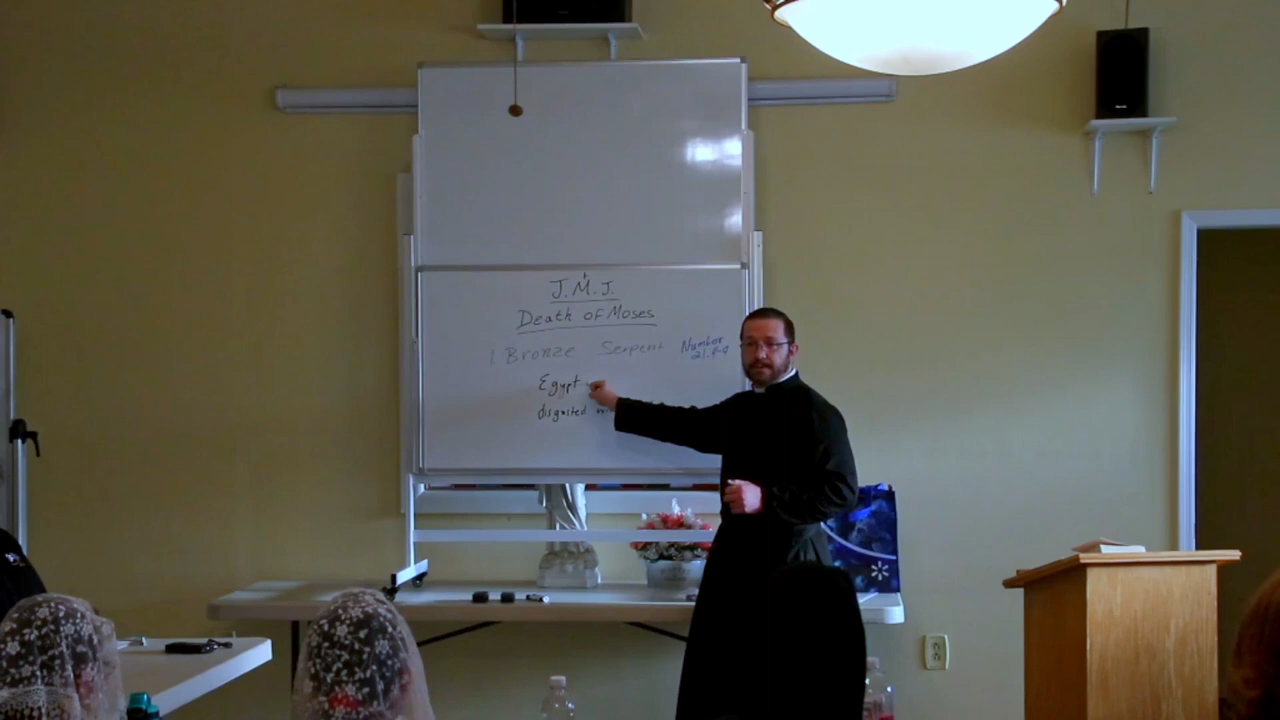 J.M.J.
Death of Moses
1 Bronze Serpent Number
21.4-9
Egypt
disgusted